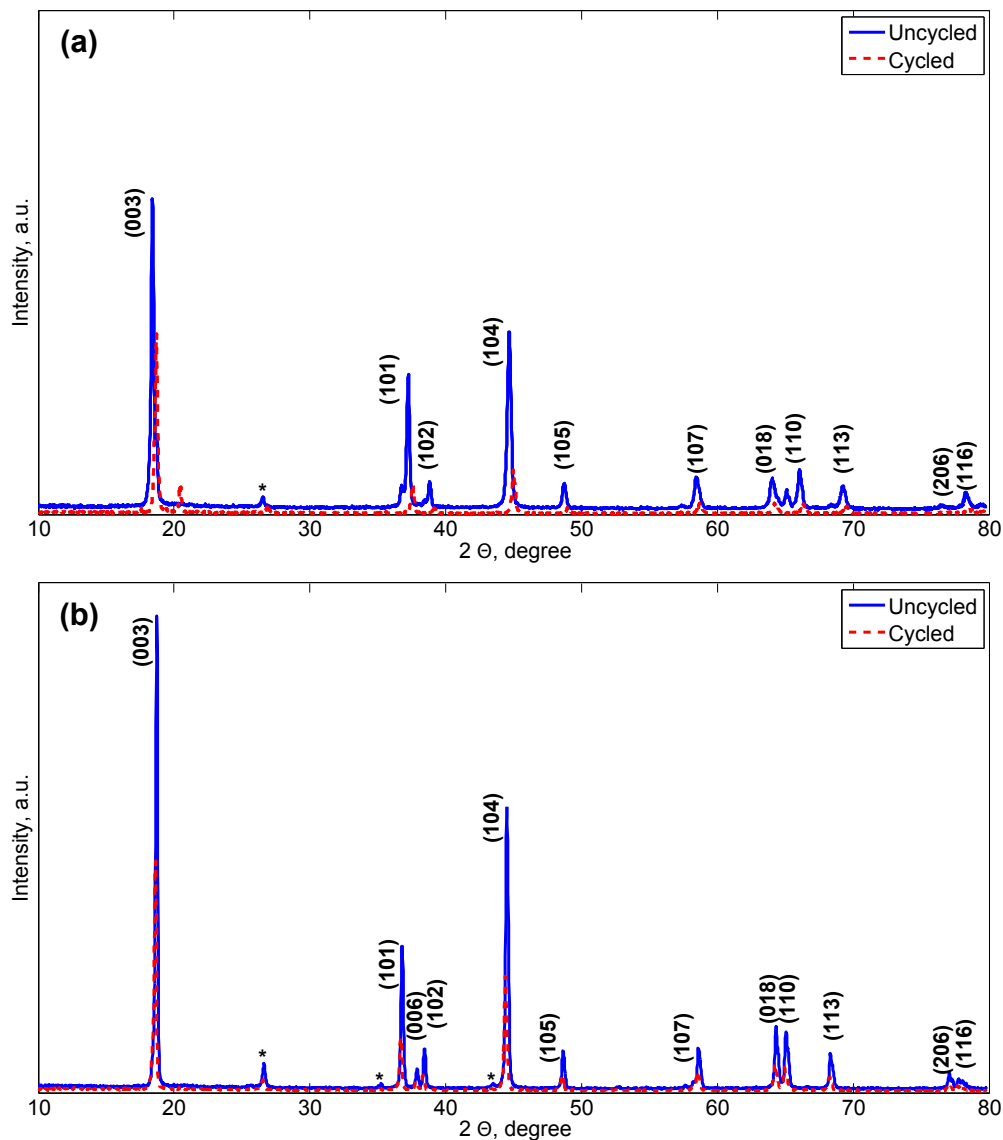 (a)
Uncycled
Cycled
(003)
*
(101)
(102)
(104)
(105)
(107)
(018)
(110)
(113)
(206)
(116)
Intensity, a.u.
10 20 30 40 50 60 70 80
2 Θ, degree
(b)
Uncycled
Cycled
(003)
*
*
(101)
(006)
(102)
*
(104)
(105)
(107)
(018)
(110)
(113)
(206)
(116)
Intensity, a.u.
10 20 30 40 50 60 70 80
2 Θ, degree